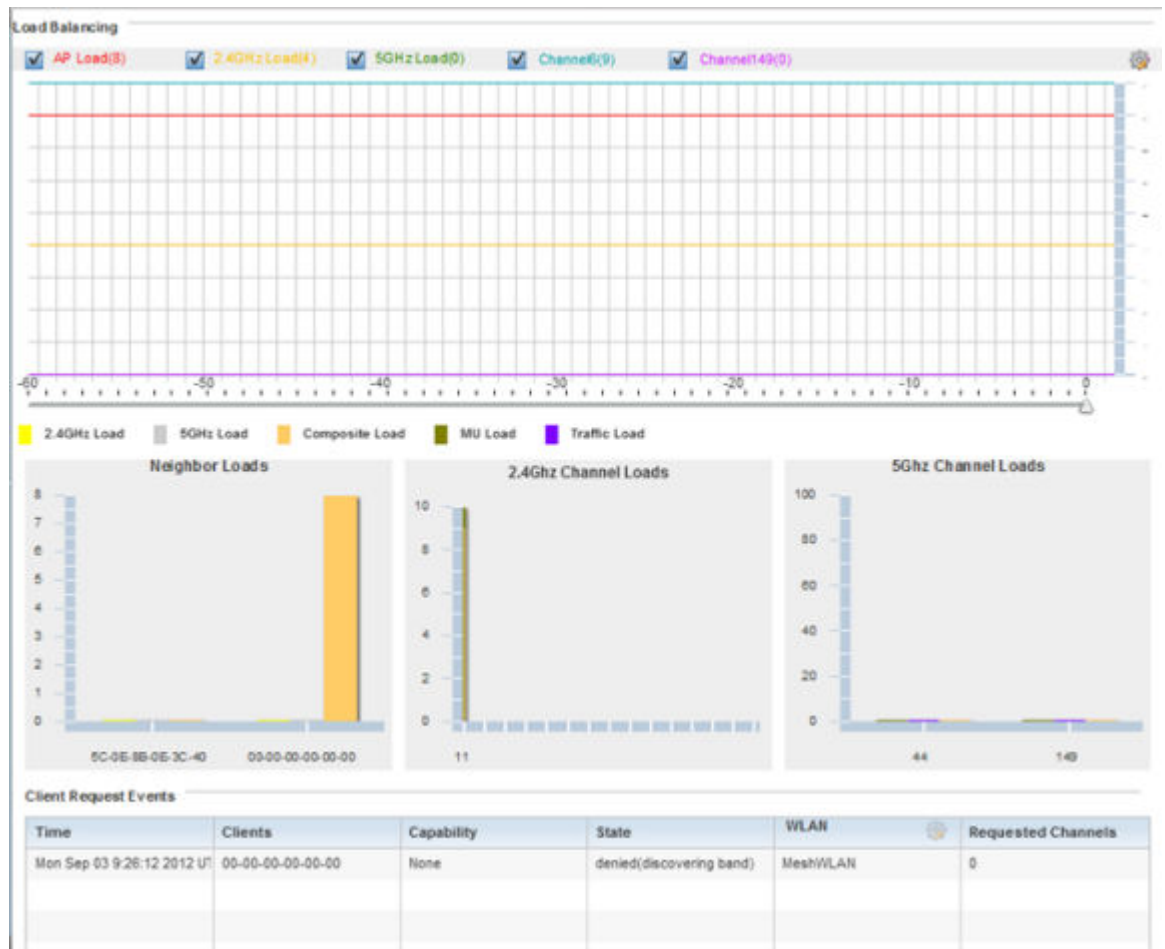 Load Balancing
AP Load(8) 2.4GHz Load(4) 5GHz Load(0) Channel6(9) Channel149(0)
-60 -50 -40 -30 -20 -10 0
2.4GHz Load 5GHz Load Composite Load MU Load Traffic Load
Neighbor Loads
8
7
6
5
4
3
2
1
0
5C-0E-8B-0E-3C-40 00-00-00-00-00-00
2.4Ghz Channel Loads
10
8
6
4
2
0
11
5Ghz Channel Loads
100
80
60
40
20
0
44 149
Client Request Events
Time Clients Capability State WLAN Requested Channels
Mon Sep 03 9:26:12 2012 UT 00-00-00-00-00-00 None denied(discovering band) MeshWLAN 0